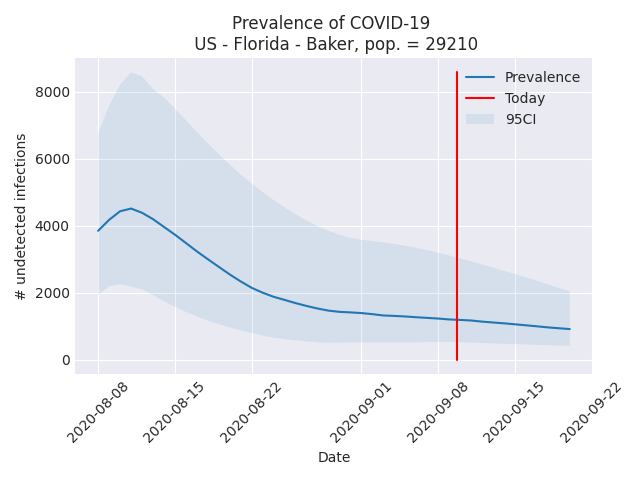 Prevalence of COVID-19
US - Florida - Baker, pop. = 29210
Prevalence
Today
95CI
8000
6000
4000
2000
0
# undetected infections
2020-08-08
2020-08-15
2020-08-22
2020-09-01
2020-09-08
2020-09-15
2020-09-22
Date